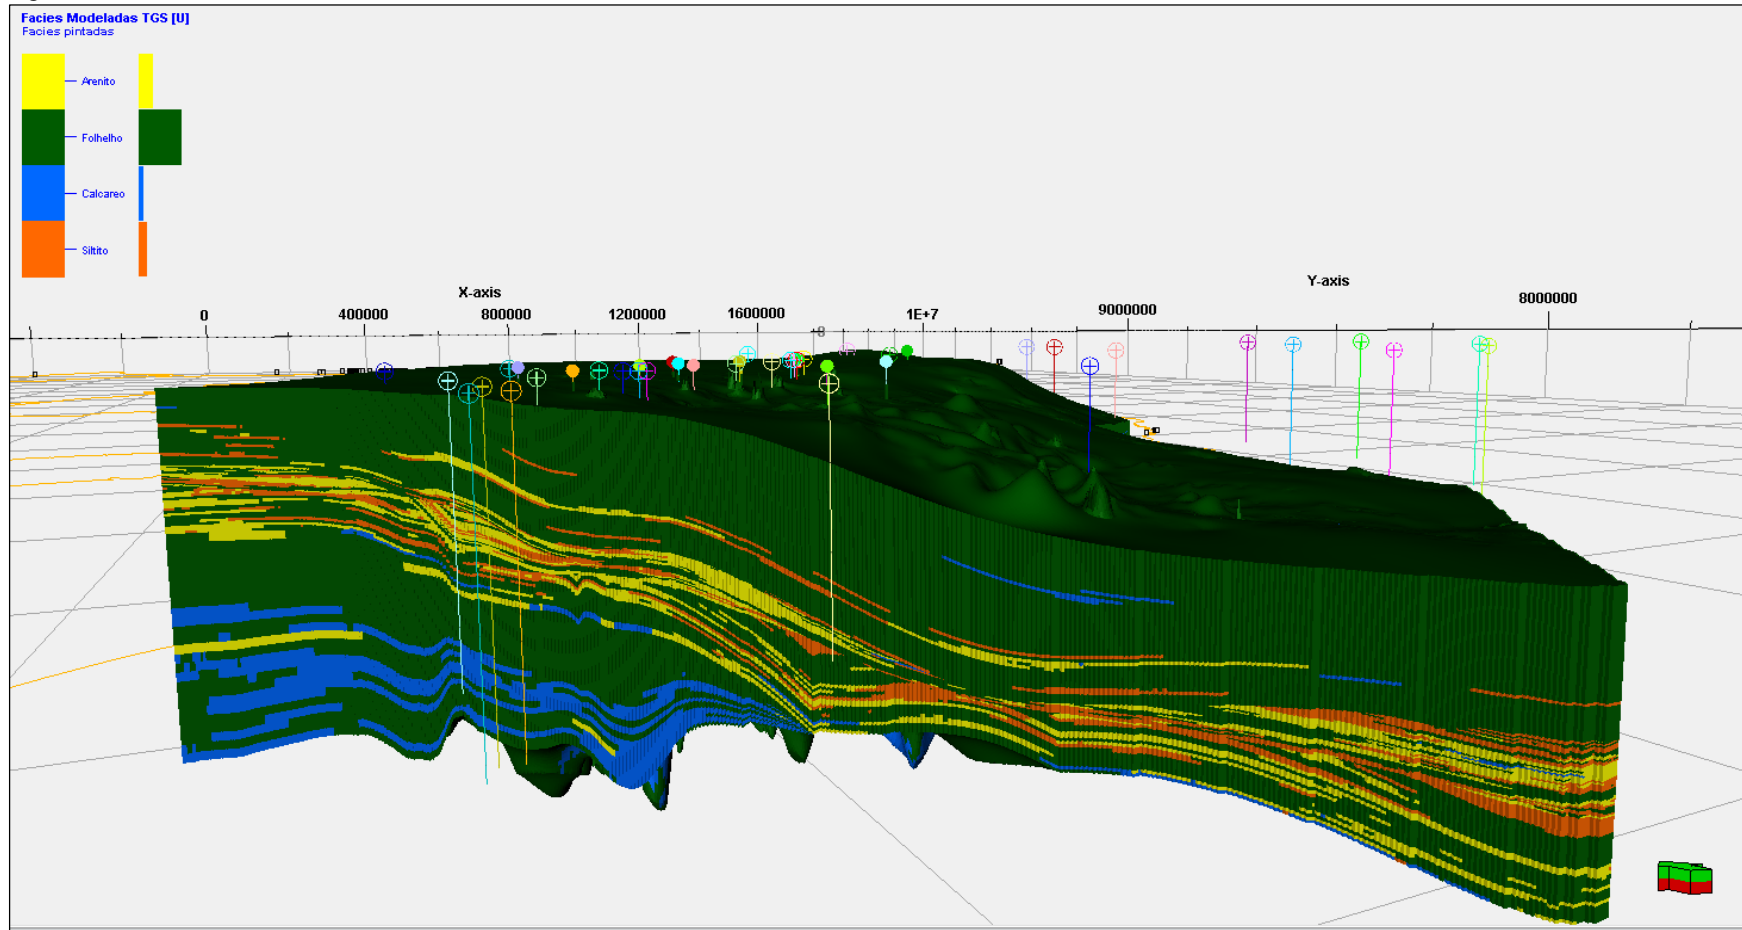 Facies Modeladas TGS [U]
Facies pintadas
Arenito
Folhelho
Calcareo
Siltito
X-axis
Y-axis
0
400000
800000
1200000
1600000
1E+7
9000000
8000000